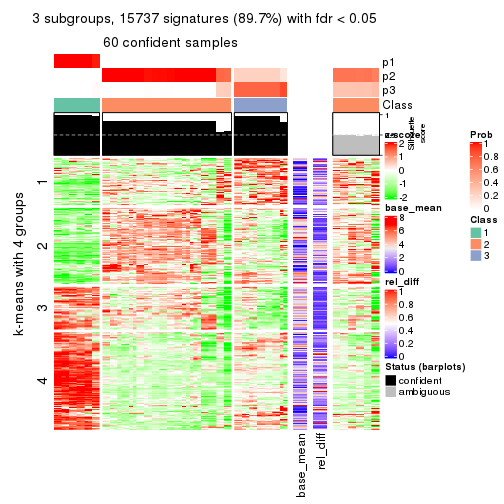 3 subgroups, 15737 signatures (89.7%) with fdr < 0.05
60 confident samples
p1
p2
p3
Class
1
Silhouette
score
z-score
2
1
0
-1
-2
base_mean
8
6
4
2
0
rel_diff
1
0.8
0.6
0.4
0.2
0
Status (barplots)
confident
ambiguous
Prob
1
0.8
0.6
0.4
0.2
0
Class
1
2
3
k-means with 4 groups
1
2
3
4
base_mean
rel_diff